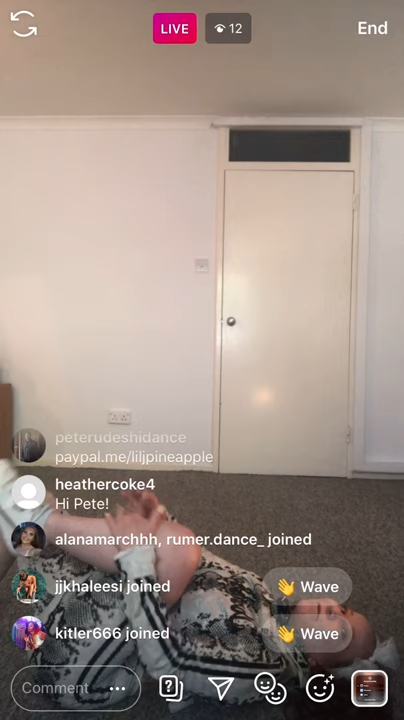 LIVE
12
End
peterudeshidance
paypal.me/liljpineapple
heathercoke4
Hi Pete!
alanamarchhh, rumer.dance_ joined
jjkhaleesi joined
Wave
kitler666 joined
Wave
Comment